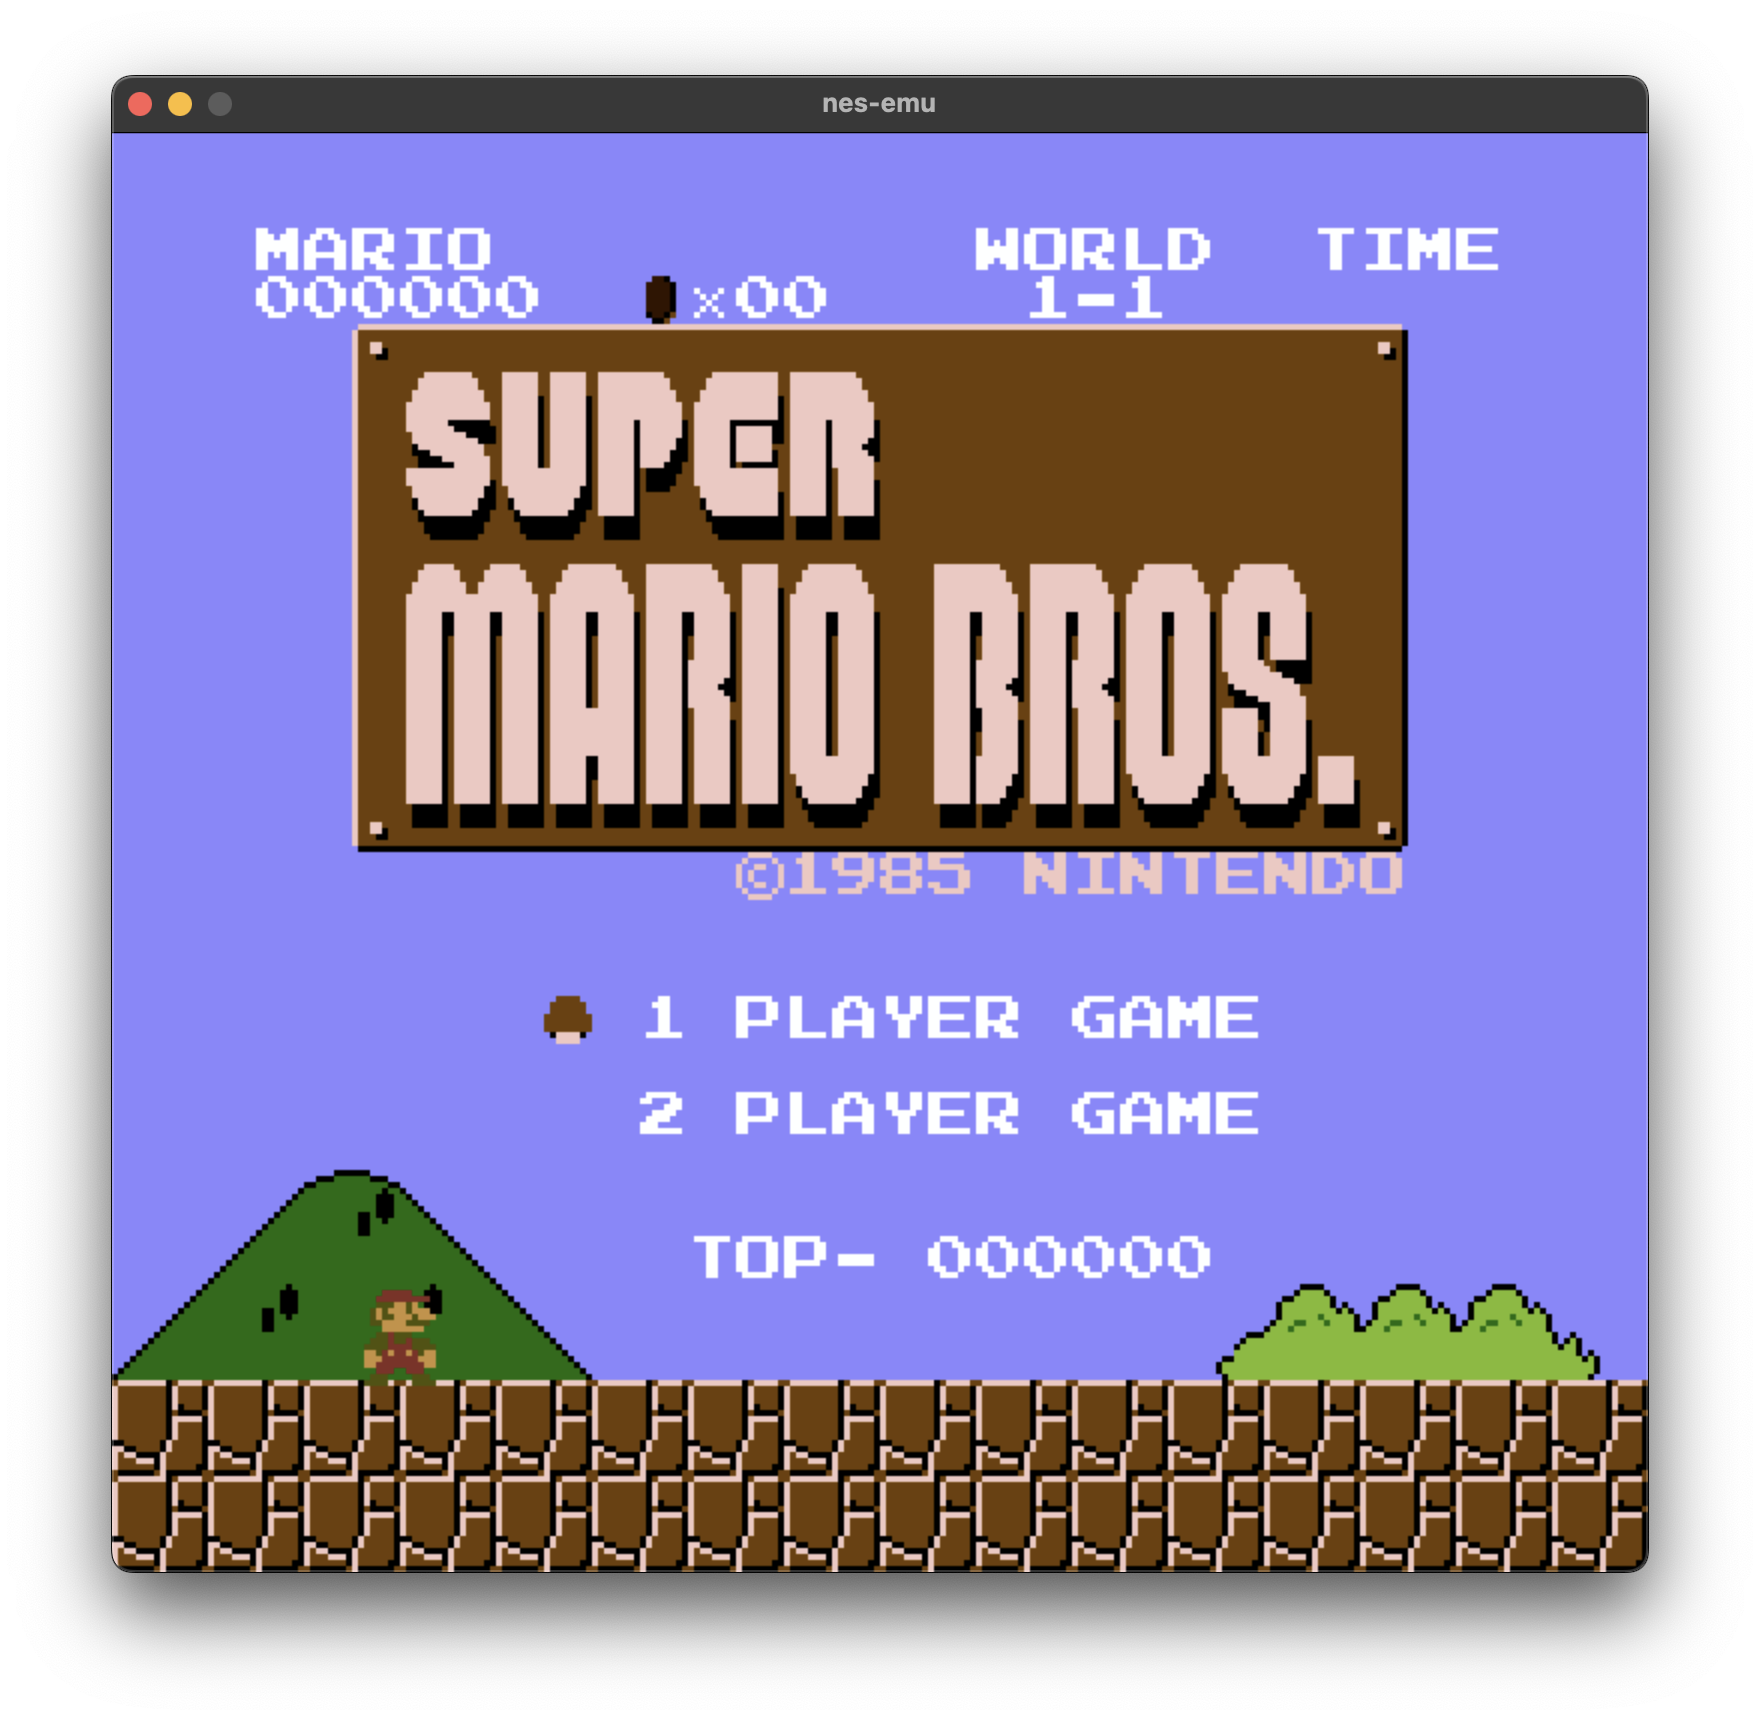 nes-emu
MARIO WORLD TIME
000000 x00 1-1
SUPER
MARIO BROS.
©1985 NINTENDO
1 PLAYER GAME
2 PLAYER GAME
TOP- 000000